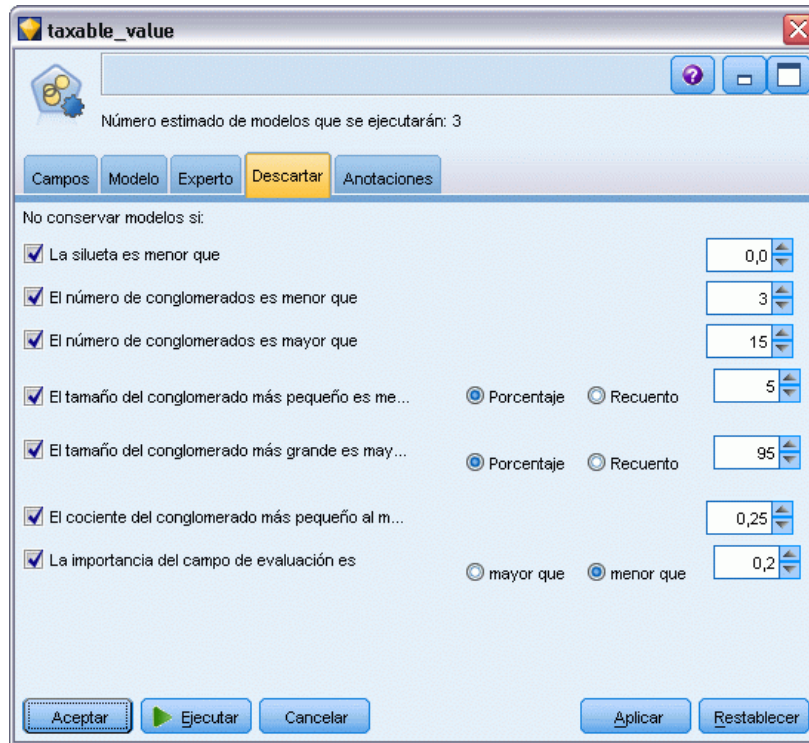 taxable_value
Número estimado de modelos que se ejecutarán: 3
Campos Modelo Experto Descartar Anotaciones
No conservar modelos si:
La silueta es menor que 0,0
El número de conglomerados es menor que 3
El número de conglomerados es mayor que 15
El tamaño del conglomerado más pequeño es me... Porcentaje Recuento 5
El tamaño del conglomerado más grande es may... Porcentaje Recuento 95
El cociente del conglomerado más pequeño al m... 0,25
La importancia del campo de evaluación es mayor que menor que 0,2
Aceptar Ejecutar Cancelar Aplicar Restablecer